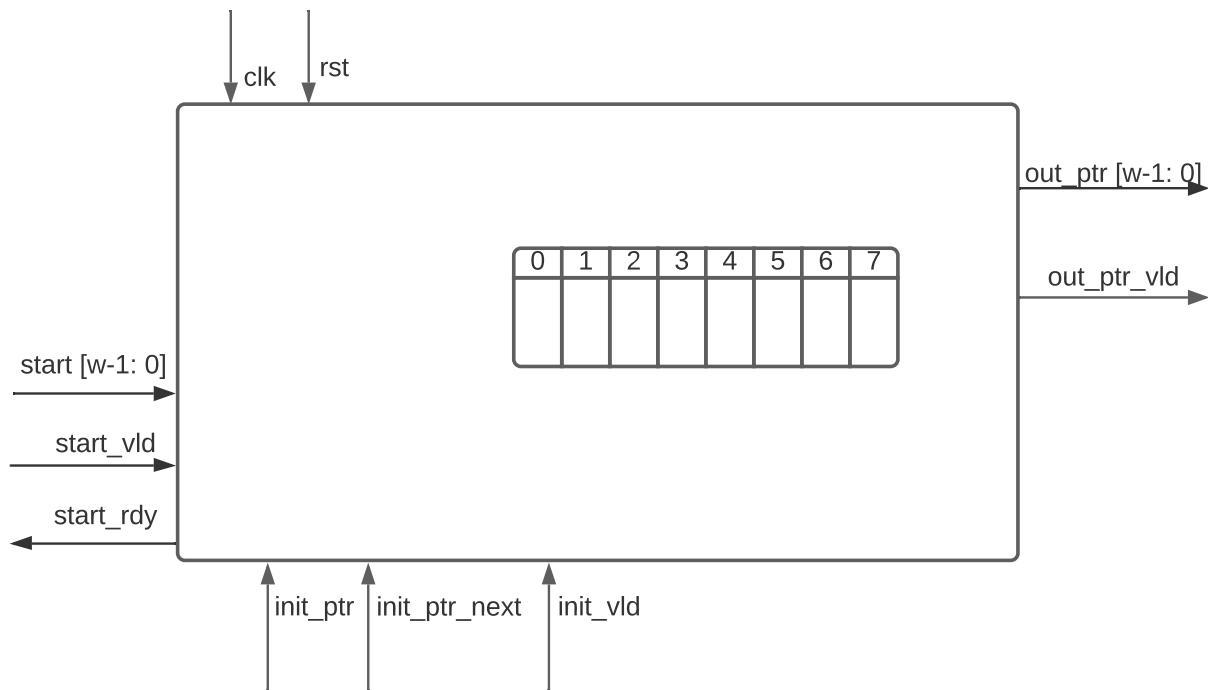 clk
rst
out_ptr [w-1: 0]
0 1 2 3 4 5 6 7
out_ptr_vld
start [w-1: 0]
start_vld
start_rdy
init_ptr
init_ptr_next
init_vld